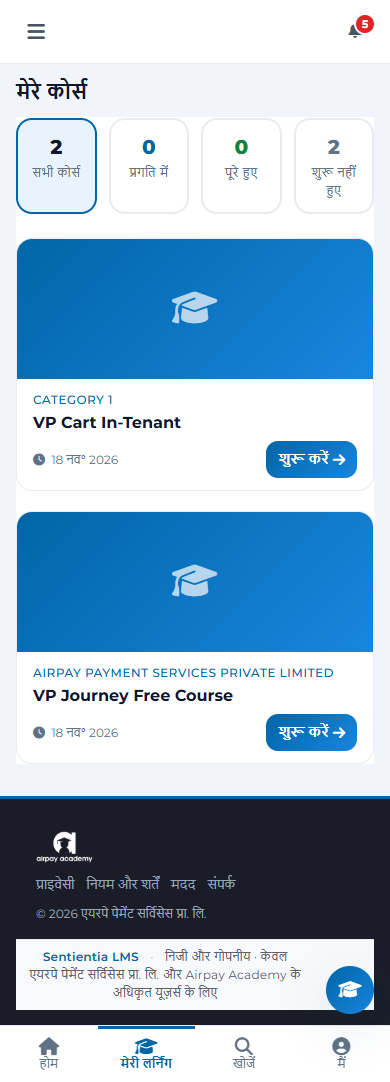 5
मेरे कोर्स
2
सभी कोर्स
0
प्रगति में
0
पूरे हुए
2
शुरू नहीं
हुए
CATEGORY 1
VP Cart In-Tenant
18 नव° 2026
शुरू करें →
AIRPAY PAYMENT SERVICES PRIVATE LIMITED
VP Journey Free Course
18 नव° 2026
शुरू करें →
airpay academy
प्राइवेसी नियम और शर्तें मदद संपर्क
© 2026 एयरपे पेमेंट सर्विसेस प्रा. लि.
Sentientia LMS · निजी और गोपनीय · केवल
एयरपे पेमेंट सर्विसेस प्रा. लि. और Airpay Academy के
अधिकृत यूज़र्स के लिए
होम
मेरी लर्निंग
खोजें
मैं